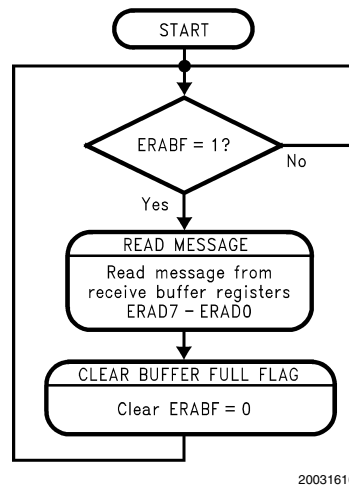 START
ERABF = 1?
No
Yes
READ MESSAGE
Read message from
receive buffer registers
ERAD7 - ERAD0
CLEAR BUFFER FULL FLAG
Clear ERABF = 0